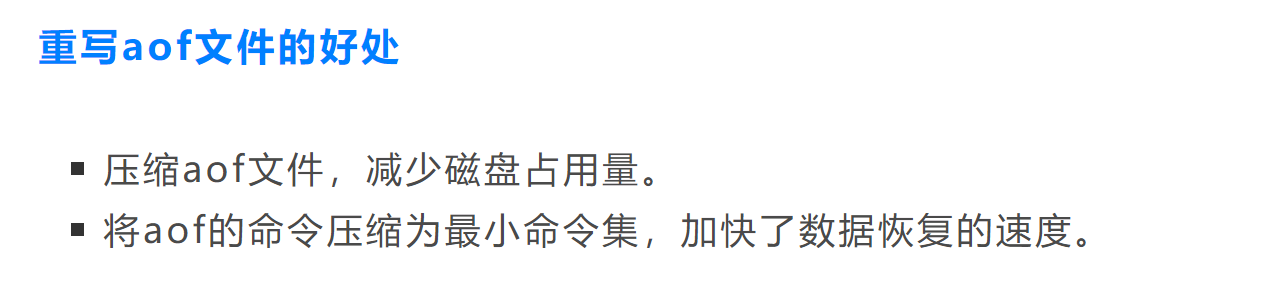 重写aof文件的好处
压缩aof文件，减少磁盘占用量。
将aof的命令压缩为最小命令集，加快了数据恢复的速度。